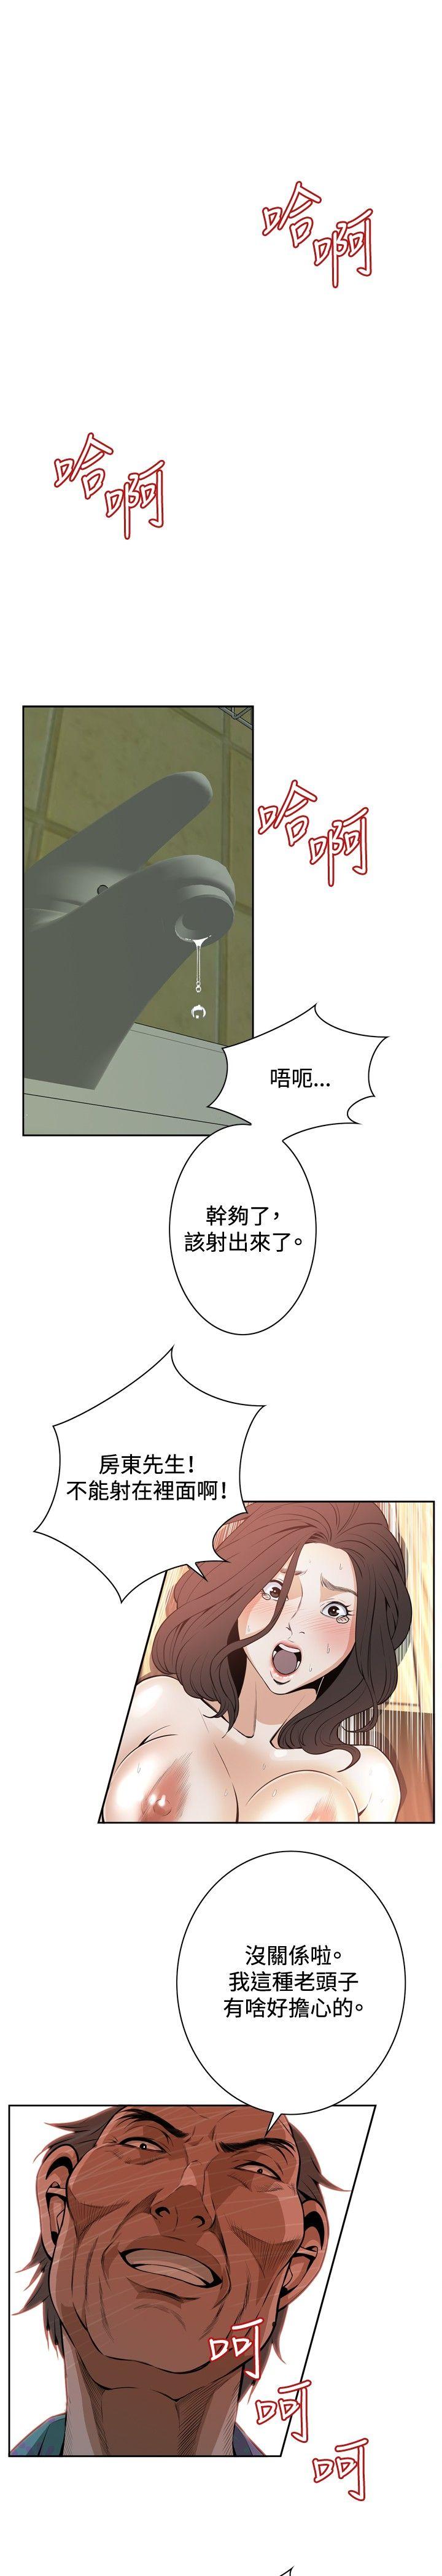 哈啊
哈啊
哈啊
唔呃…
幹夠了，
該射出來了。
房東先生！
不能射在裡面啊！
沒關係啦。
我這種老頭子
有啥好擔心的。
呵
呵
呵